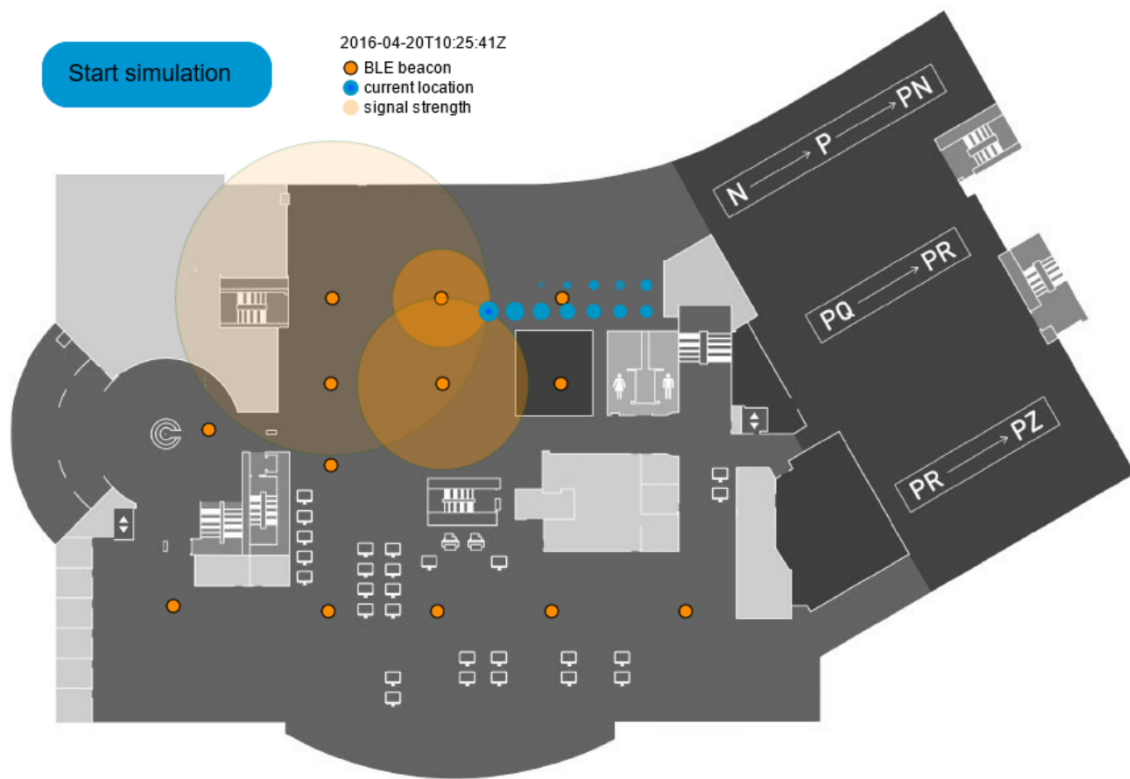 Start simulation
2016-04-20T10:25:41Z
BLE beacon
current location
signal strength
N P PN
PQ PR
PR PZ